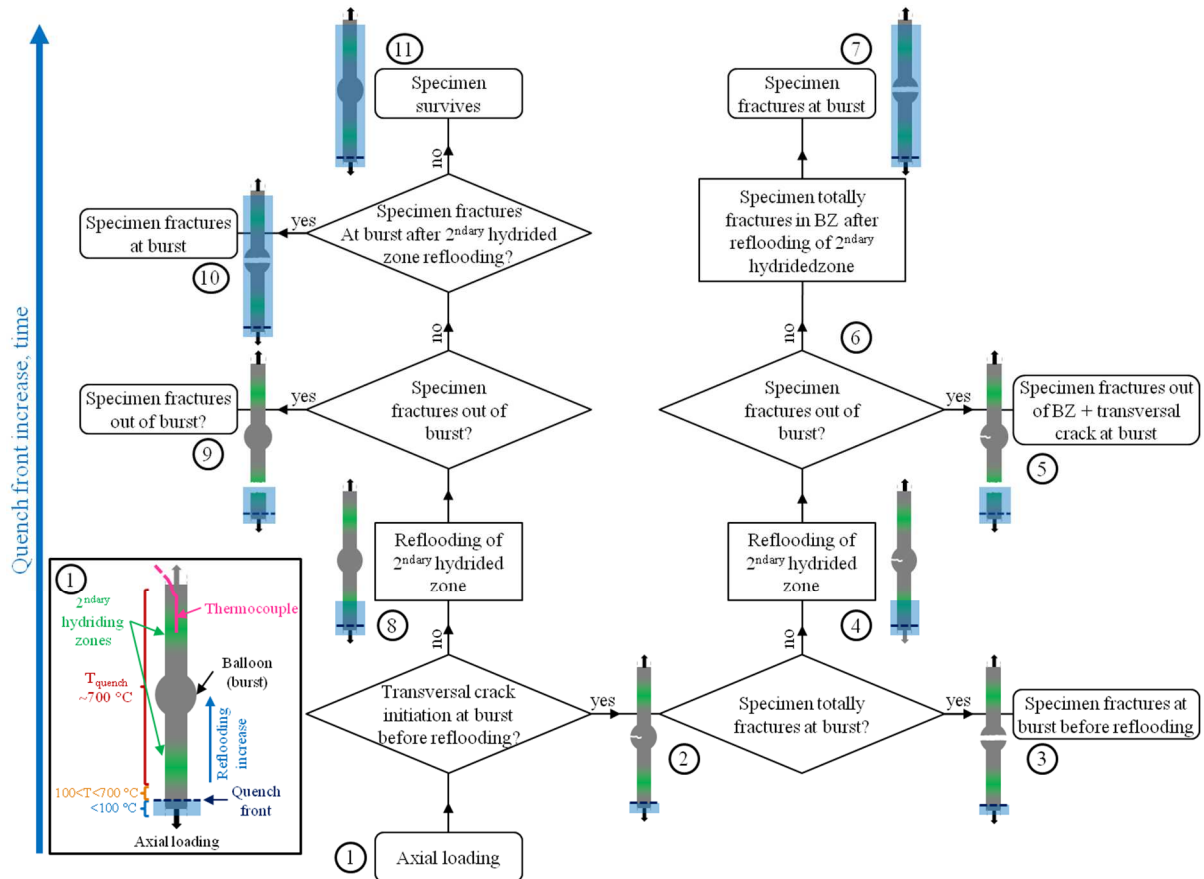 Quench front increase, time
11
Specimen
survives
7
Specimen
fractures at burst
no
no
Specimen fractures
at burst
yes
Specimen fractures
At burst after 2ndary hydrided
zone reflooding?
10
Specimen totally
fractures in BZ after
reflooding of 2ndary
hydridedzone
no
no
6
Specimen fractures
out of burst?
yes
Specimen
fractures out of
burst?
9
Specimen
fractures out of
burst?
yes
Specimen fractures out
of BZ + transversal
crack at burst
5
Reflooding of
2ndary hydrided
zone
8
Reflooding of
2ndary hydrided
zone
4
no
no
Transversal crack
initiation at burst
before reflooding?
yes
2
Specimen totally
fractures at burst?
yes
Specimen fractures at
burst before reflooding
3
1
Axial loading
1
2ndary
hydriding
zones
Thermocouple
Tquench
~700 °C
Balloon
(burst)
Reflooding
increase
100<T<700 °C
<100 °C
Quench
front
Axial loading